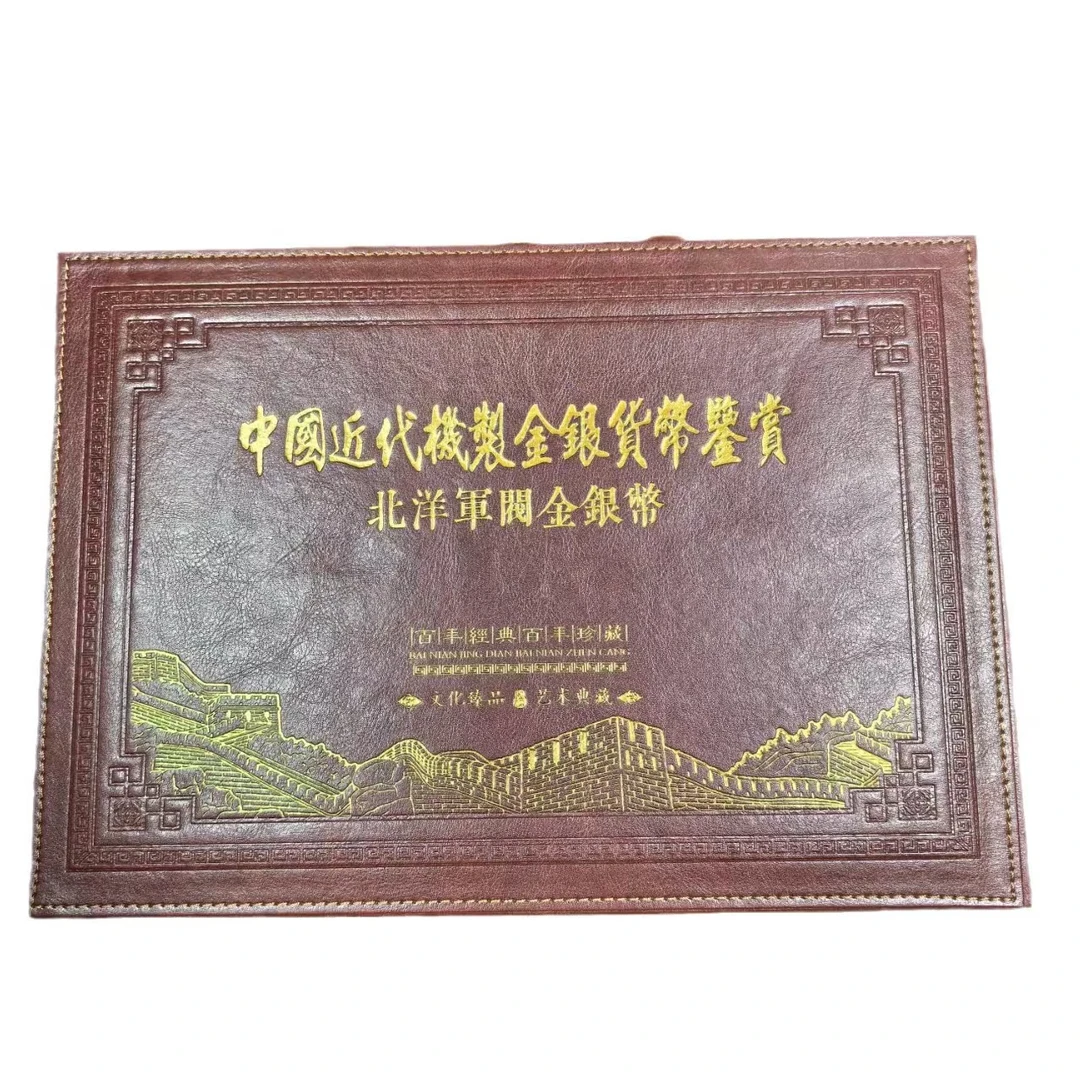 中國近代機製金銀貨幣鑒賞
北洋軍閥金銀幣
百年經典百年珍藏
BAI NIAN JING DIAN BAI NIAN ZHEN CANG
文化臻品 艺术典藏